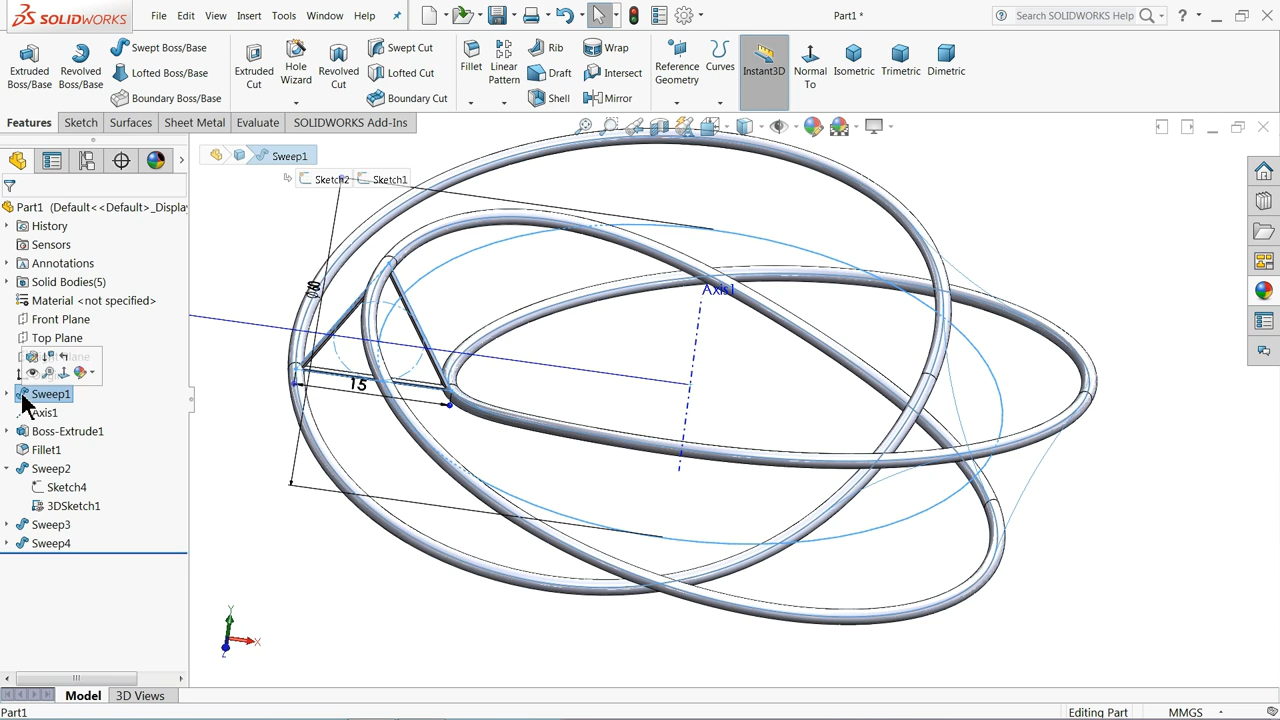 SOLIDWORKS
File Edit View Insert Tools Window Help
Part1 *
Search SOLIDWORKS Help
Extruded Boss/Base
Revolved Boss/Base
Swept Boss/Base
Lofted Boss/Base
Boundary Boss/Base
Extruded Cut
Hole Wizard
Revolved Cut
Swept Cut
Lofted Cut
Boundary Cut
Fillet
Linear Pattern
Rib
Draft
Shell
Wrap
Intersect
Mirror
Reference Geometry
Curves
Instant3D
Normal To
Isometric
Trimetric
Dimetric
Features Sketch Surfaces Sheet Metal Evaluate SOLIDWORKS Add-Ins
Sweep1
Sketch2 Sketch1
Part1 (Default<<Default>_Displa
History
Sensors
Annotations
Solid Bodies(5)
Material <not specified>
Front Plane
Top Plane
Sweep1
Axis1
Boss-Extrude1
Fillet1
Sweep2
Sketch4
3DSketch1
Sweep3
Sweep4
Axis1
15
Y
X
Z
Model 3D Views
Part1
Editing Part
MMGS